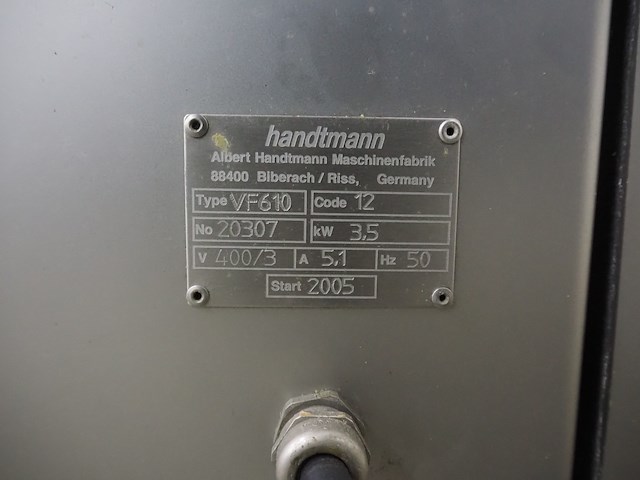 handtmann
Albert Handtmann Maschinenfabrik
88400 Biberach / Riss, Germany
Type VF610 Code 12
No 20307 kW 3,5
V 400/3 A 5,1 Hz 50
Start 2005